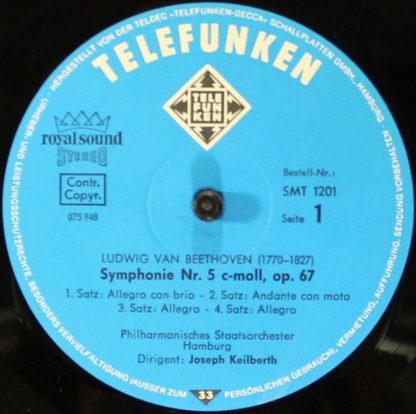 HERGESTELLT VON DER TELDEC »TELEFUNKEN-DECCA« SCHALLPLATTEN GMBH., HAMBURG
URHEBER- UND LEISTUNGSSCHUTZRECHTE, BESONDERS VERVIELFÄLTIGUNG (AUSSER ZUM PERSÖNLICHEN GEBRAUCH), VERMIETUNG, AUFFÜHRUNG, SENDUNG VORBEHALTEN.
TELEFUNKEN
TELE
FUN
KEN
royal sound
STEREO
Contr.
Copyr.
075 948
Bestell-Nr.:
SMT 1201
Seite 1
LUDWIG VAN BEETHOVEN (1770–1827)
Symphonie Nr. 5 c-moll, op. 67
1. Satz: Allegro con brio - 2. Satz: Andante con moto
3. Satz: Allegro - 4. Satz: Allegro
Philharmonisches Staatsorchester
Hamburg
Dirigent: Joseph Keilberth
33